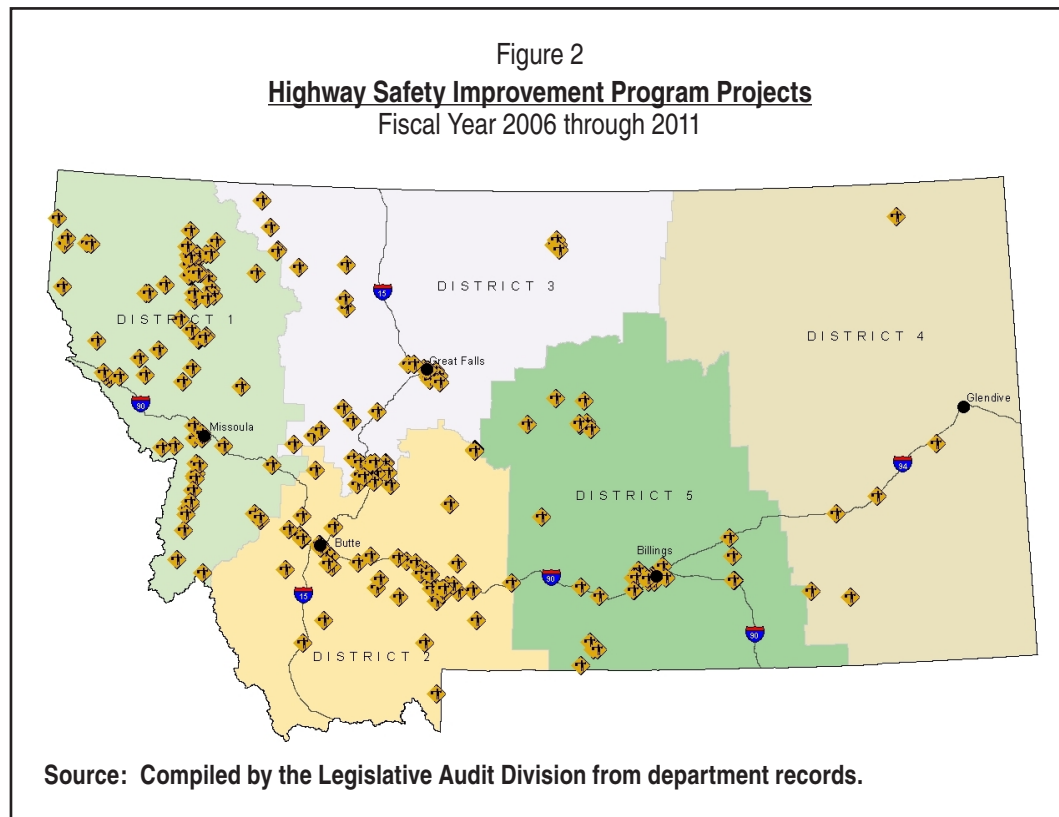 Figure 2
Highway Safety Improvement Program Projects
Fiscal Year 2006 through 2011
DISTRICT 3
15
DISTRICT 1
DISTRICT 4
Great Falls
90
Missoula
Glendive
94
DISTRICT 5
Butte
Billings
90
15
90
DISTRICT 2
Source: Compiled by the Legislative Audit Division from department records.